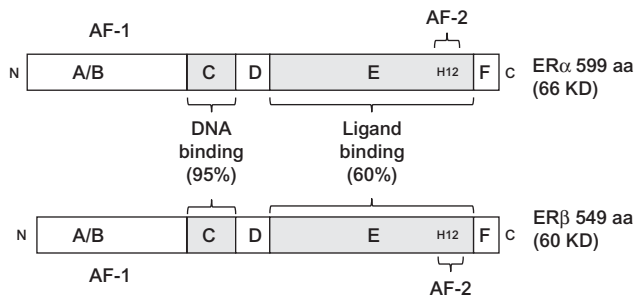 AF-2
AF-1
N A/B C D E H12 F C ERα 599 aa
(66 KD)
DNA
binding
(95%)
Ligand
binding
(60%)
N A/B C D E H12 F C ERβ 549 aa
(60 KD)
AF-1
AF-2